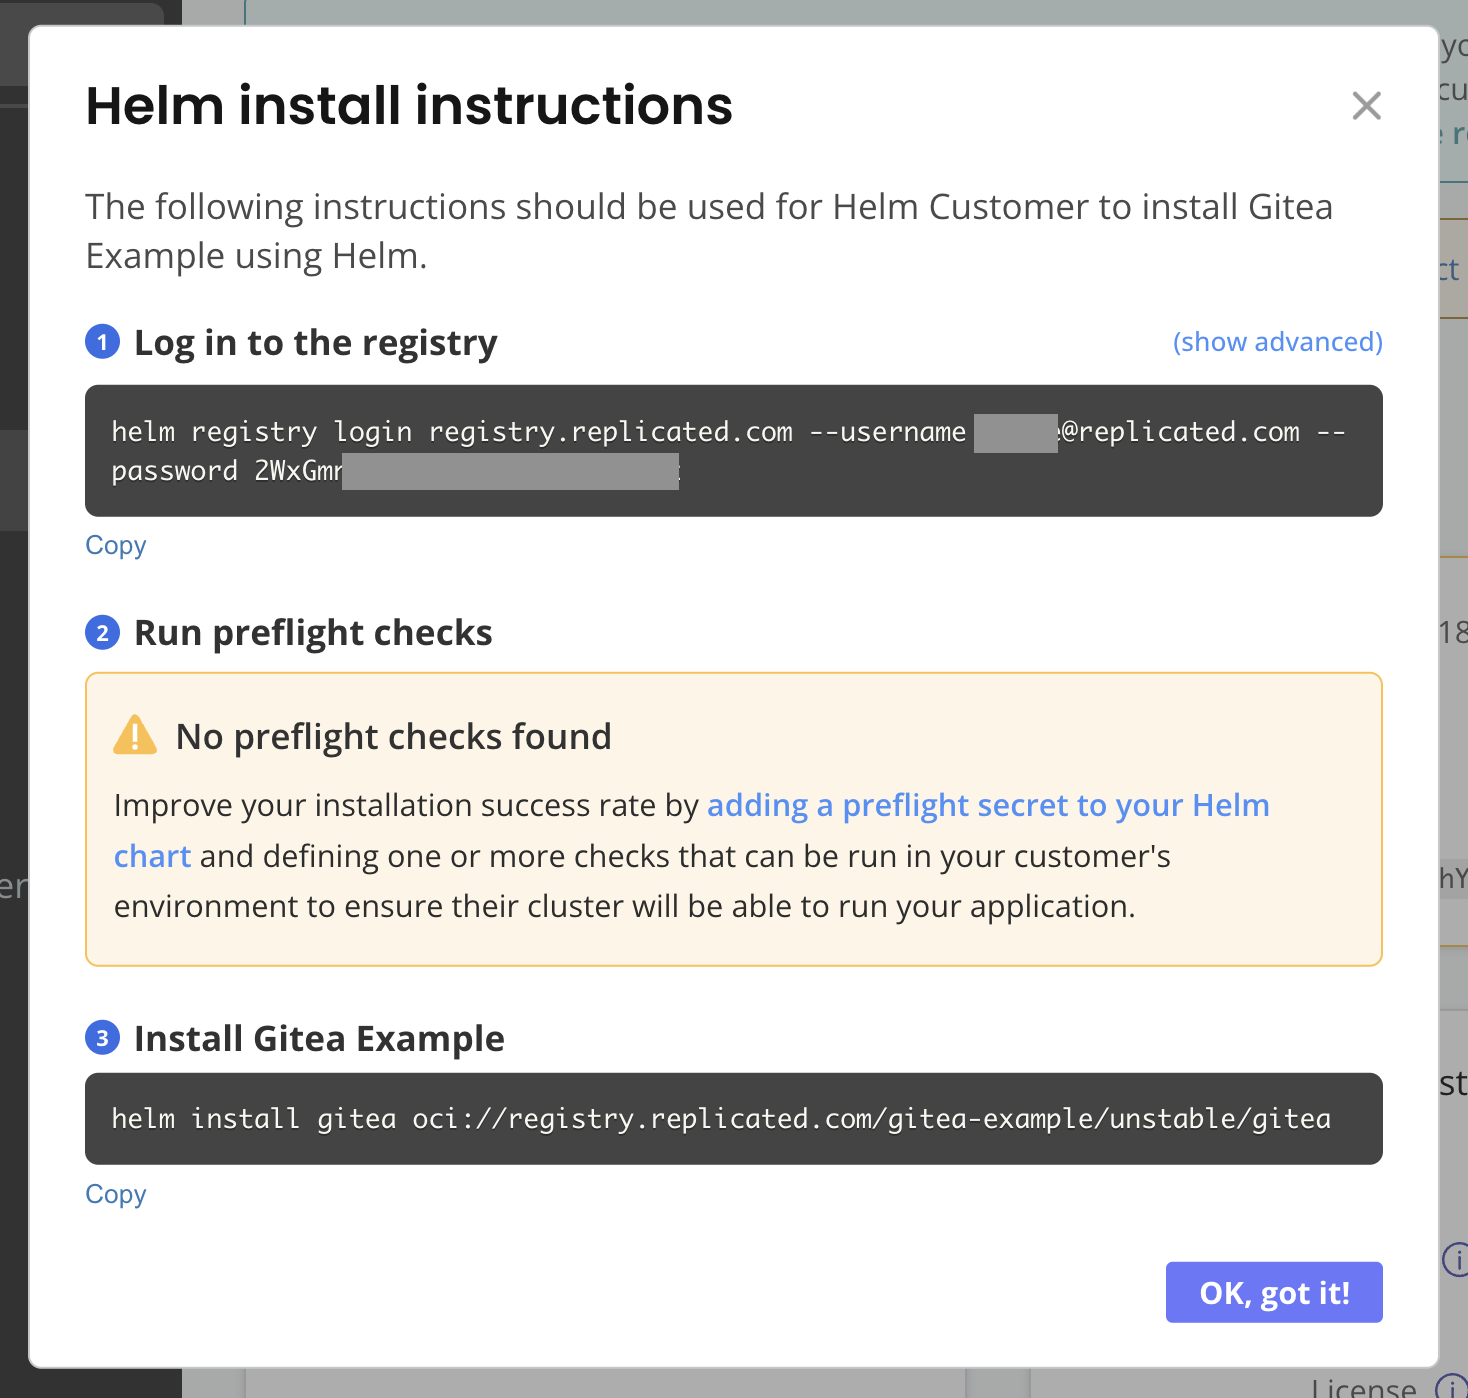 Helm install instructions
The following instructions should be used for Helm Customer to install Gitea
Example using Helm.
1 Log in to the registry
(show advanced)
helm registry login registry.replicated.com --username e@replicated.com --
password 2WxGmr
Copy
2 Run preflight checks
No preflight checks found
Improve your installation success rate by adding a preflight secret to your Helm
chart and defining one or more checks that can be run in your customer's
environment to ensure their cluster will be able to run your application.
3 Install Gitea Example
helm install gitea oci://registry.replicated.com/gitea-example/unstable/gitea
Copy
OK, got it!
License